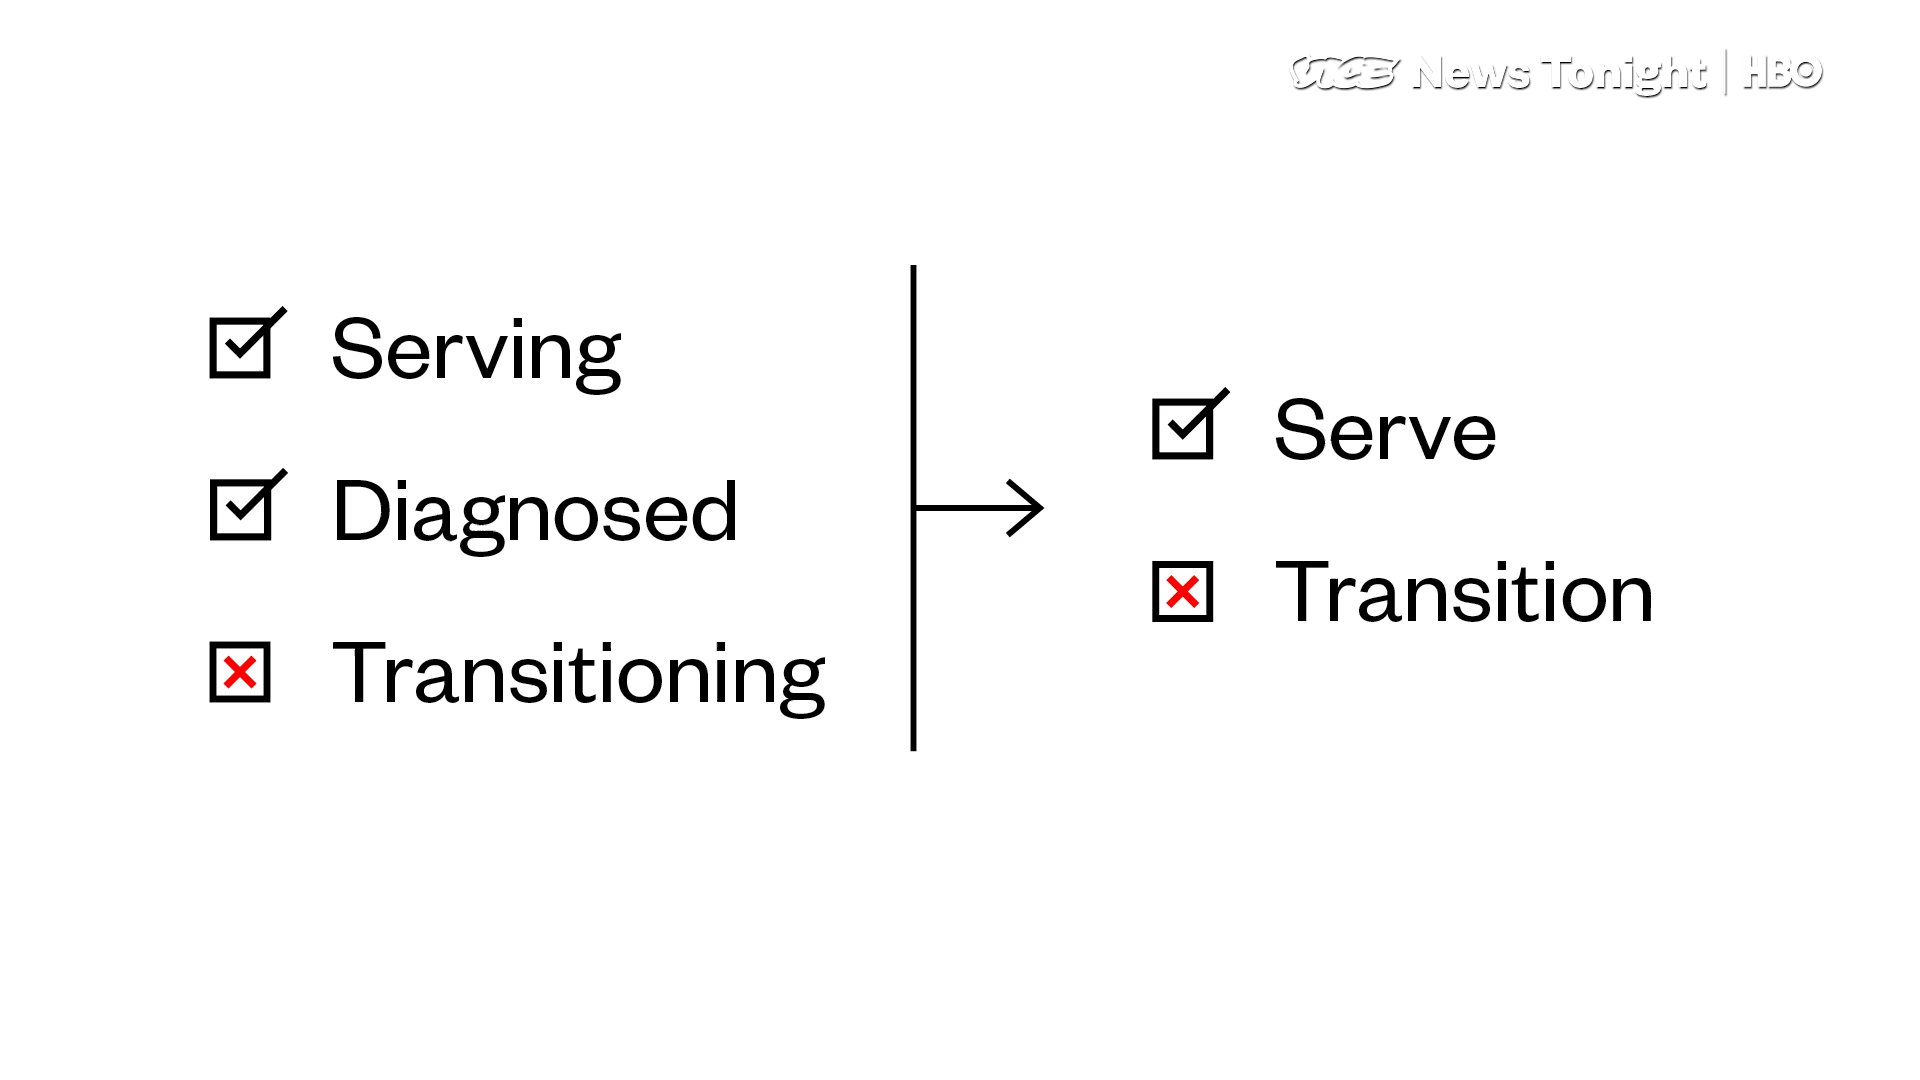 VICE News Tonight | HBO
Serving
Diagnosed
Transitioning
Serve
Transition